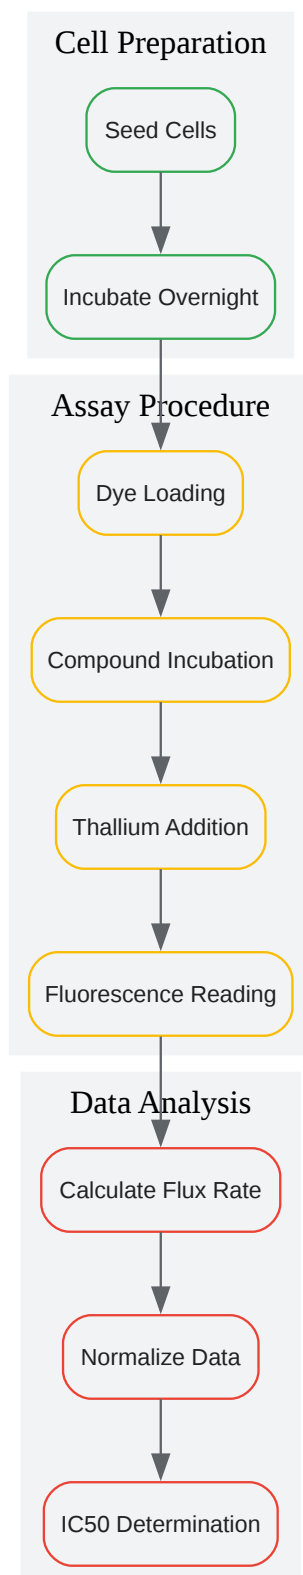 Cell Preparation
Seed Cells
Incubate Overnight
Assay Procedure
Dye Loading
Compound Incubation
Thallium Addition
Fluorescence Reading
Data Analysis
Calculate Flux Rate
Normalize Data
IC50 Determination